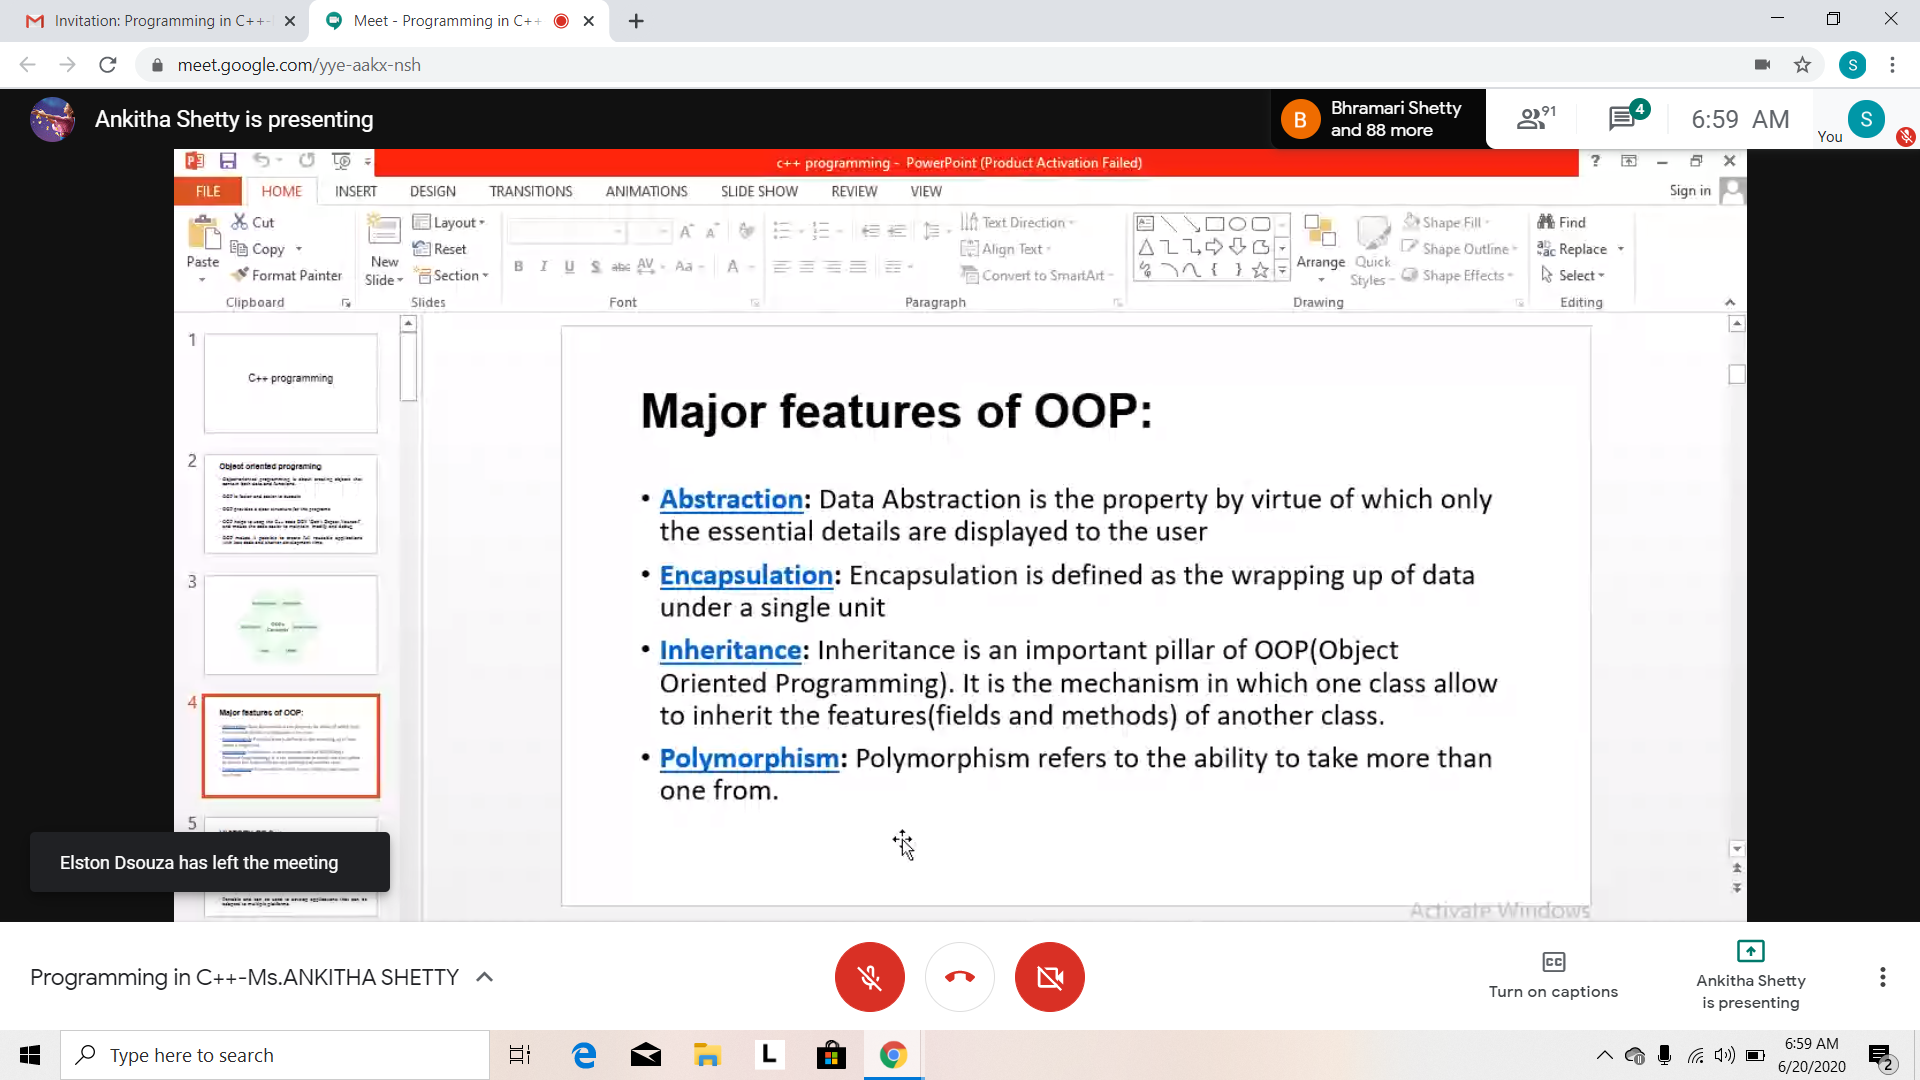 Invitation: Programming in C++-
Meet - Programming in C++
meet.google.com/yye-aakx-nsh
S
Ankitha Shetty is presenting
B
Bhramari Shetty
and 88 more
91
4
6:59 AM
You
S
c++ programming - PowerPoint (Product Activation Failed)
FILE HOME INSERT DESIGN TRANSITIONS ANIMATIONS SLIDE SHOW REVIEW VIEW
Sign in
Paste
Cut
Copy
Format Painter
Clipboard
New
Slide
Layout
Reset
Section
Slides
Font
Text Direction
Align Text
Convert to SmartArt
Paragraph
Arrange
Quick
Styles
Shape Fill
Shape Outline
Shape Effects
Drawing
Find
Replace
Select
Editing
1
C++ programming
2
Object oriented programing
3
4
Major features of OOP:
5
Major features of OOP:
• Abstraction: Data Abstraction is the property by virtue of which only
the essential details are displayed to the user
• Encapsulation: Encapsulation is defined as the wrapping up of data
under a single unit
• Inheritance: Inheritance is an important pillar of OOP(Object
Oriented Programming). It is the mechanism in which one class allow
to inherit the features(fields and methods) of another class.
• Polymorphism: Polymorphism refers to the ability to take more than
one from.
Elston Dsouza has left the meeting
Activate Windows
Programming in C++-Ms.ANKITHA SHETTY
Turn on captions
Ankitha Shetty
is presenting
Type here to search
6:59 AM
6/20/2020
2